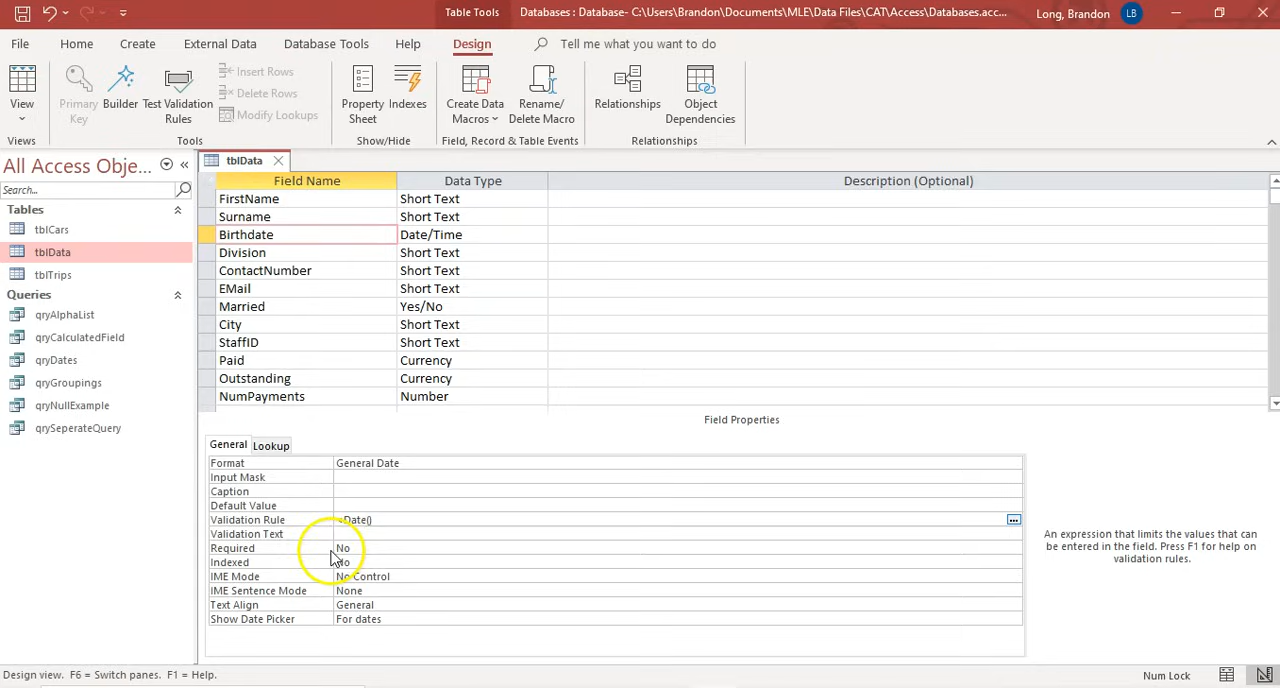 Table Tools
Databases : Database- C:\Users\Brandon\Documents\MLE\Data Files\CAT\Access\Databases.acc...
Long, Brandon
LB
File
Home
Create
External Data
Database Tools
Help
Design
Tell me what you want to do
View
Primary Key
Builder
Test Validation Rules
Insert Rows
Delete Rows
Modify Lookups
Property Sheet
Indexes
Create Data Macros
Rename/ Delete Macro
Relationships
Object Dependencies
Views
Tools
Show/Hide
Field, Record & Table Events
Relationships
All Access Obje...
Search...
Tables
tblCars
tblData
tblTrips
Queries
qryAlphaList
qryCalculatedField
qryDates
qryGroupings
qryNullExample
qrySeperateQuery
tblData
Field Name Data Type Description (Optional)
FirstName Short Text
Surname Short Text
Birthdate Date/Time
Division Short Text
ContactNumber Short Text
EMail Short Text
Married Yes/No
City Short Text
StaffID Short Text
Paid Currency
Outstanding Currency
NumPayments Number
Field Properties
General Lookup
Format General Date
Input Mask
Caption
Default Value
Validation Rule Date()
Validation Text
Required No
Indexed No
IME Mode No Control
IME Sentence Mode None
Text Align General
Show Date Picker For dates
An expression that limits the values that can
be entered in the field. Press F1 for help on
validation rules.
Design view. F6 = Switch panes. F1 = Help.
Num Lock